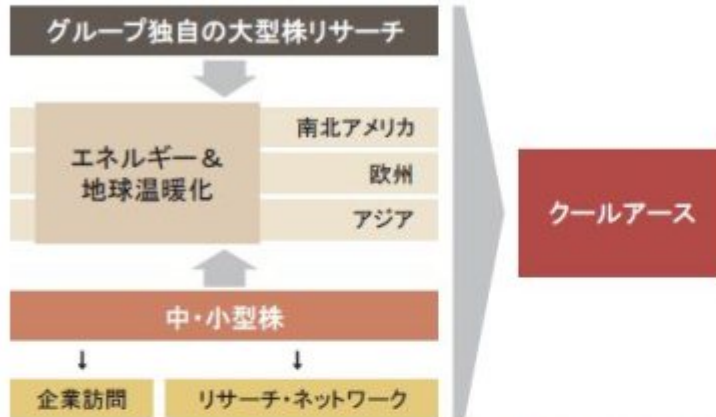 グループ独自の大型株リサーチ
エネルギー＆
地球温暖化
南北アメリカ
欧州
アジア
クールアース
中・小型株
↓ ↓
企業訪問
リサーチ・ネットワーク